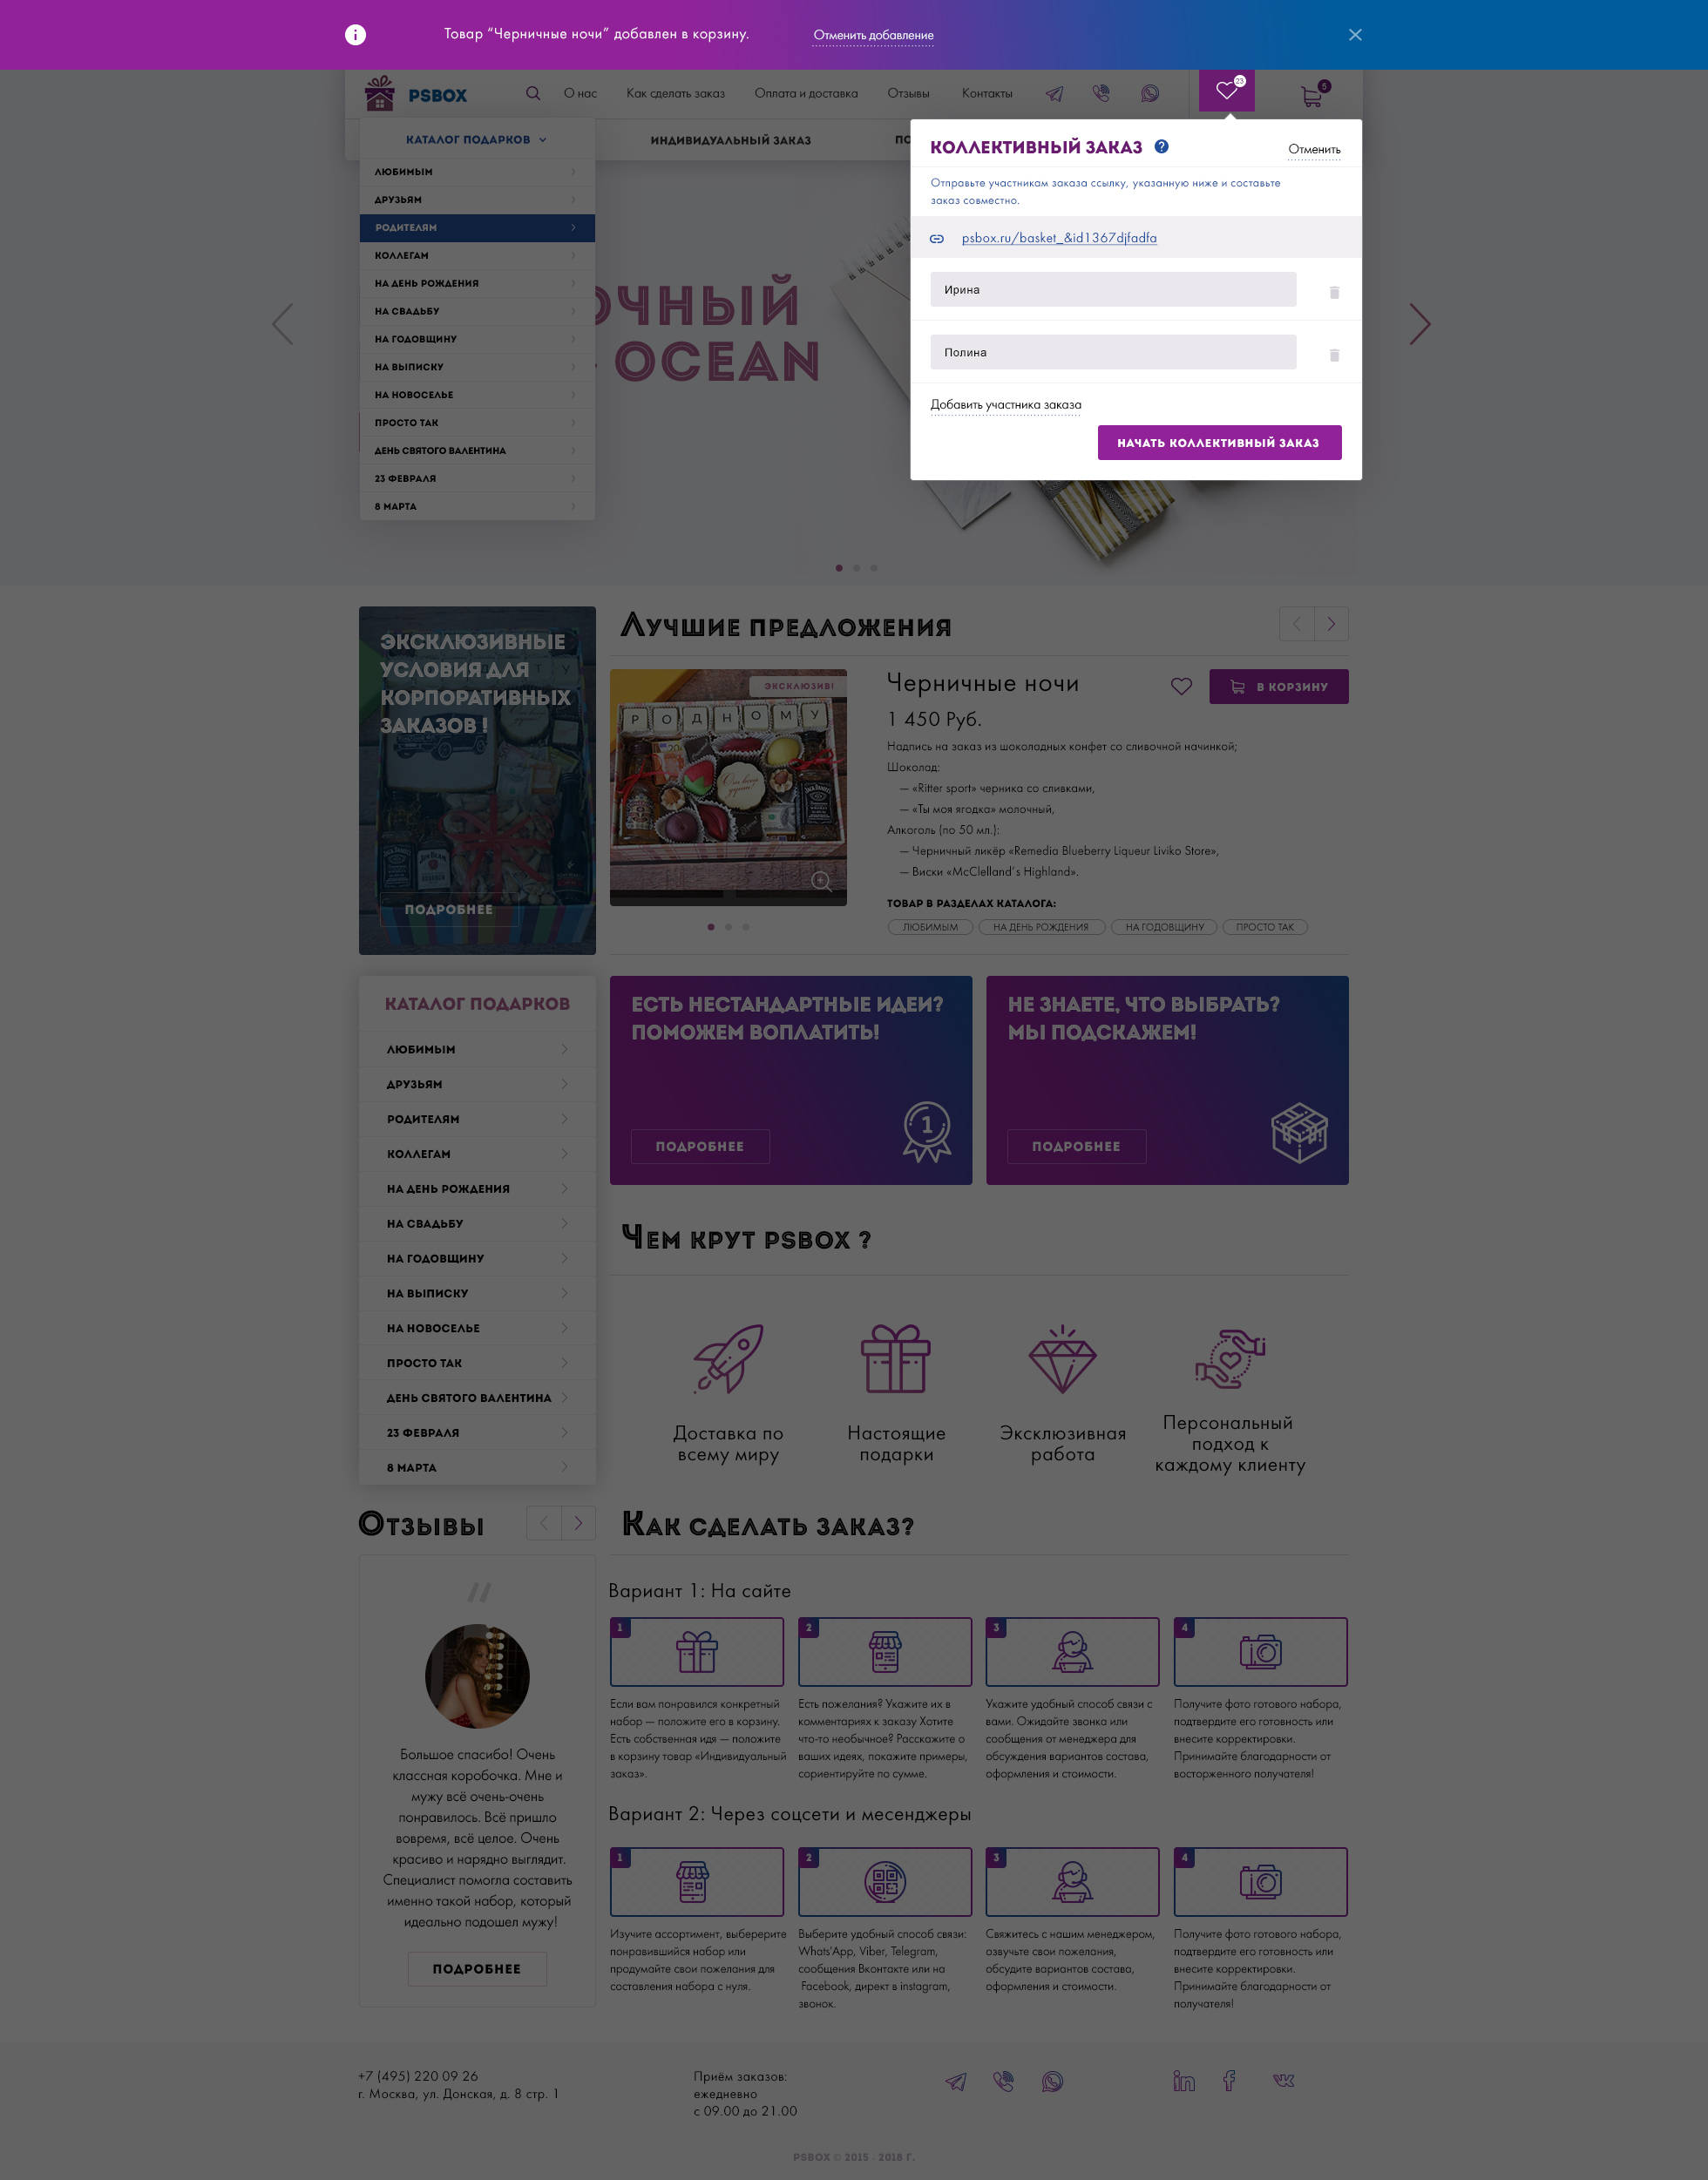 Товар “Черничные ночи” добавлен в корзину.
Отменить добавление
PSBOX
О нас
Как сделать заказ
Оплата и доставка
Отзывы
Контакты
23
5
КАТАЛОГ ПОДАРКОВ
ИНДИВИДУАЛЬНЫЙ ЗАКАЗ
ПО
ЛЮБИМЫМ
ДРУЗЬЯМ
РОДИТЕЛЯМ
КОЛЛЕГАМ
НА ДЕНЬ РОЖДЕНИЯ
НА СВАДЬБУ
НА ГОДОВЩИНУ
НА ВЫПИСКУ
НА НОВОСЕЛЬЕ
ПРОСТО ТАК
ДЕНЬ СВЯТОГО ВАЛЕНТИНА
23 ФЕВРАЛЯ
8 МАРТА
ОЧНЫЙ
OCEAN
КОЛЛЕКТИВНЫЙ ЗАКАЗ
?
Отменить
Отправьте участникам заказа ссылку, указанную ниже и составьте
заказ совместно.
psbox.ru/basket_&id1367djfadfa
Ирина
Полина
Добавить участника заказа
НАЧАТЬ КОЛЛЕКТИВНЫЙ ЗАКАЗ
ЭКСКЛЮЗИВНЫЕ
УСЛОВИЯ ДЛЯ
КОРПОРАТИВНЫХ
ЗАКАЗОВ !
JIM BEAM
ПОДРОБНЕЕ
ЛУЧШИЕ ПРЕДЛОЖЕНИЯ
ЭКСКЛЮЗИВ!
РОДНОМУ
JACK DANIEL'S
Черничные ночи
В КОРЗИНУ
1 450 Руб.
Надпись на заказ из шоколадных конфет со сливочной начинкой;
Шоколад:
— «Ritter sport» черника со сливками,
— «Ты моя ягодка» молочный,
Алкоголь (по 50 мл.):
— Черничный ликёр «Remedia Blueberry Liqueur Liviko Store»,
— Виски «McClelland`s Highland».
ТОВАР В РАЗДЕЛАХ КАТАЛОГА:
ЛЮБИМЫМ
НА ДЕНЬ РОЖДЕНИЯ
НА ГОДОВЩИНУ
ПРОСТО ТАК
КАТАЛОГ ПОДАРКОВ
ЛЮБИМЫМ
ДРУЗЬЯМ
РОДИТЕЛЯМ
КОЛЛЕГАМ
НА ДЕНЬ РОЖДЕНИЯ
НА СВАДЬБУ
НА ГОДОВЩИНУ
НА ВЫПИСКУ
НА НОВОСЕЛЬЕ
ПРОСТО ТАК
ДЕНЬ СВЯТОГО ВАЛЕНТИНА
23 ФЕВРАЛЯ
8 МАРТА
ЕСТЬ НЕСТАНДАРТНЫЕ ИДЕИ?
ПОМОЖЕМ ВОПЛАТИТЬ!
ПОДРОБНЕЕ
1
НЕ ЗНАЕТЕ, ЧТО ВЫБРАТЬ?
МЫ ПОДСКАЖЕМ!
ПОДРОБНЕЕ
ЧЕМ КРУТ PSBOX ?
Доставка по
всему миру
Настоящие
подарки
Эксклюзивная
работа
Персональный
подход к
каждому клиенту
ОТЗЫВЫ
Большое спасибо! Очень
классная коробочка. Мне и
мужу всё очень-очень
понравилось. Всё пришло
вовремя, всё целое. Очень
красиво и нарядно выглядит.
Специалист помогла составить
именно такой набор, который
идеально подошел мужу!
ПОДРОБНЕЕ
КАК СДЕЛАТЬ ЗАКАЗ?
Вариант 1: На сайте
1
Если вам понравился конкретный
набор — положите его в корзину.
Есть собственная идя — положите
в корзину товар «Индивидуальный
заказ».
2
Есть пожелания? Укажите их в
комментариях к заказу Хотите
что-то необычное? Расскажите о
ваших идеях, покажите примеры,
сориентируйте по сумме.
3
Укажите удобный способ связи с
вами. Ожидайте звонка или
сообщения от менеджера для
обсуждения вариантов состава,
оформления и стоимости.
4
Получите фото готового набора,
подтвердите его готовность или
внесите корректировки.
Принимайте благодарности от
восторженного получателя!
Вариант 2: Через соцсети и месенджеры
1
Изучите ассортимент, выберерите
понравившийся набор или
продумайте свои пожелания для
составления набора с нуля.
2
Выберите удобный способ связи:
Whats'App, Viber, Telegram,
сообщения Вконтакте или на
Facebook, директ в instagram,
звонок.
3
Свяжитесь с нашим менеджером,
озвучьте свои пожелания,
обсудите вариантов состава,
оформления и стоимости.
4
Получите фото готового набора,
подтвердите его готовность или
внесите корректировки.
Принимайте благодарности от
получателя!
+7 (495) 220 09 26
г. Москва, ул. Донская, д. 8 стр. 1
Приём заказов:
ежедневно
с 09.00 до 21.00
PSBOX © 2015 - 2018 Г.